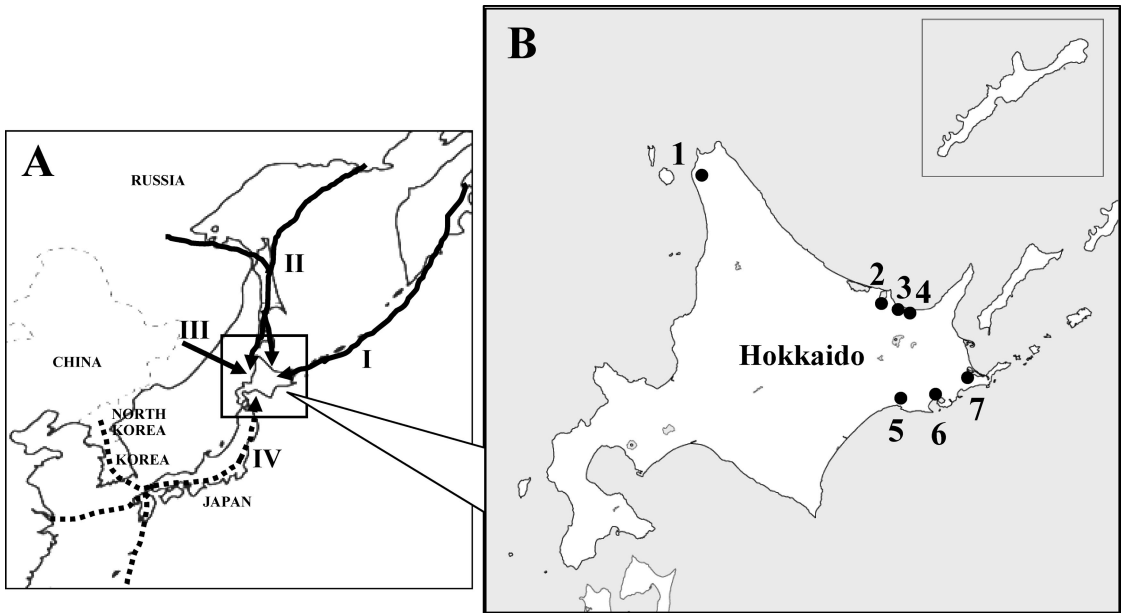 A
RUSSIA
II
III
I
CHINA
NORTH
KOREA
KOREA
IV
JAPAN
B
1
2
3
4
Hokkaido
5
6
7